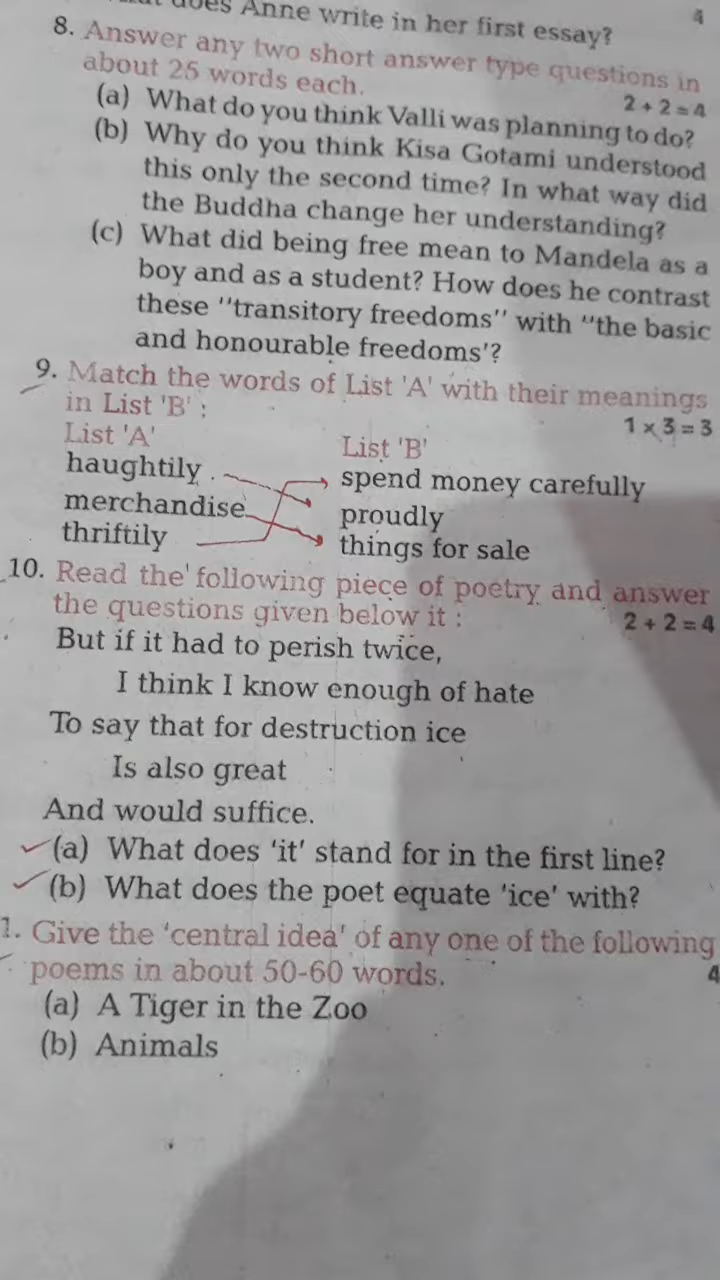 does Anne write in her first essay?
4
8. Answer any two short answer type questions in
about 25 words each.
2 + 2 = 4
(a) What do you think Valli was planning to do?
(b) Why do you think Kisa Gotami understood
this only the second time? In what way did
the Buddha change her understanding?
(c) What did being free mean to Mandela as a
boy and as a student? How does he contrast
these ''transitory freedoms'' with "the basic
and honourable freedoms'?
9. Match the words of List 'A' with their meanings
in List 'B' :
1 x 3 = 3
List 'A' List 'B'
haughtily spend money carefully
merchandise proudly
thriftily things for sale
10. Read the following piece of poetry and answer
the questions given below it :
2 + 2 = 4
But if it had to perish twice,
I think I know enough of hate
To say that for destruction ice
Is also great
And would suffice.
(a) What does 'it' stand for in the first line?
(b) What does the poet equate 'ice' with?
1. Give the 'central idea' of any one of the following
poems in about 50-60 words.
4
(a) A Tiger in the Zoo
(b) Animals